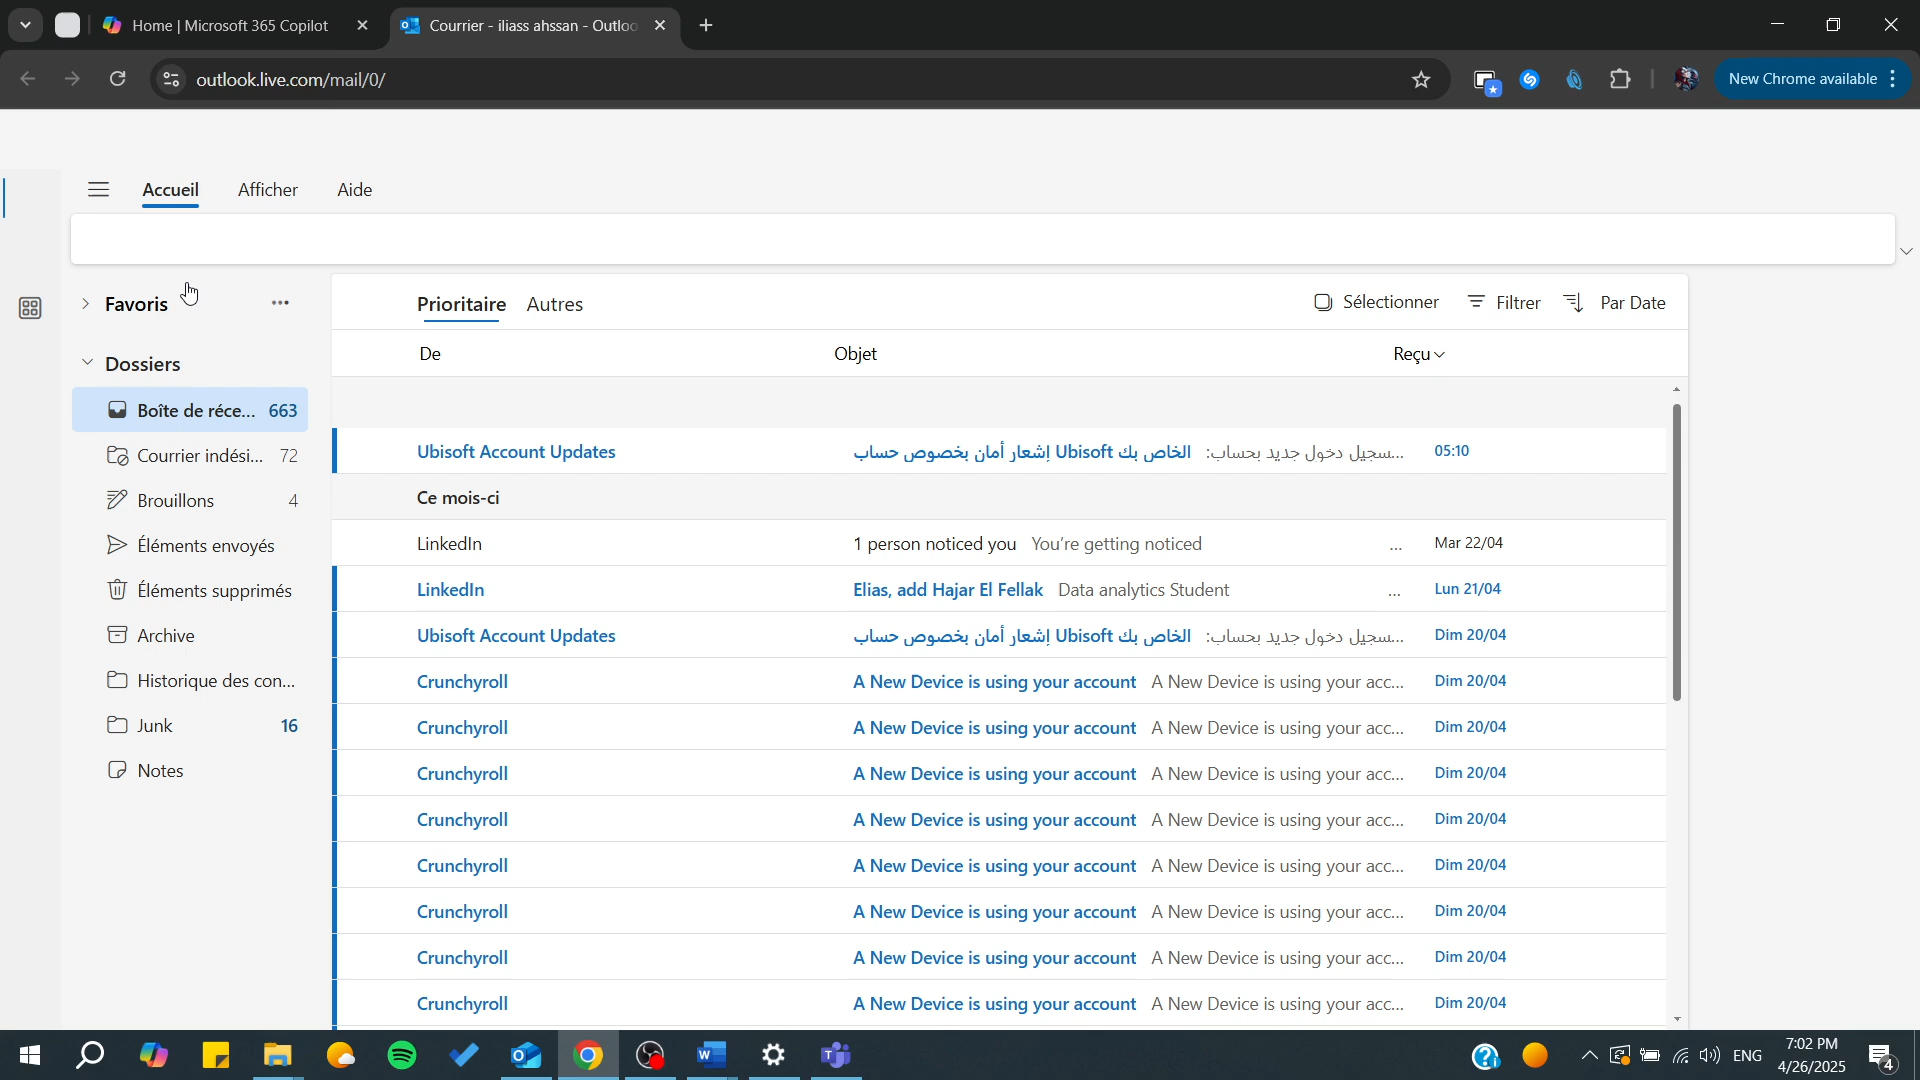 Home | Microsoft 365 Copilot
Courrier - iliass ahssan - Outloo
outlook.live.com/mail/0/
New Chrome available
Accueil Afficher Aide
Favoris
Dossiers
Boîte de réce... 663
Courrier indési... 72
Brouillons 4
Éléments envoyés
Éléments supprimés
Archive
Historique des con...
Junk 16
Notes
Prioritaire Autres
Sélectionner Filtrer Par Date
De Objet Reçu
Ubisoft Account Updates إشعار أمان بخصوص حساب Ubisoft الخاص بك سجيل دخول جديد بحساب:... 05:10
Ce mois-ci
LinkedIn 1 person noticed you You're getting noticed ... Mar 22/04
LinkedIn Elias, add Hajar El Fellak Data analytics Student ... Lun 21/04
Ubisoft Account Updates إشعار أمان بخصوص حساب Ubisoft الخاص بك سجيل دخول جديد بحساب:... Dim 20/04
Crunchyroll A New Device is using your account A New Device is using your acc... Dim 20/04
Crunchyroll A New Device is using your account A New Device is using your acc... Dim 20/04
Crunchyroll A New Device is using your account A New Device is using your acc... Dim 20/04
Crunchyroll A New Device is using your account A New Device is using your acc... Dim 20/04
Crunchyroll A New Device is using your account A New Device is using your acc... Dim 20/04
Crunchyroll A New Device is using your account A New Device is using your acc... Dim 20/04
Crunchyroll A New Device is using your account A New Device is using your acc... Dim 20/04
Crunchyroll A New Device is using your account A New Device is using your acc... Dim 20/04
ENG
7:02 PM
4/26/2025
4